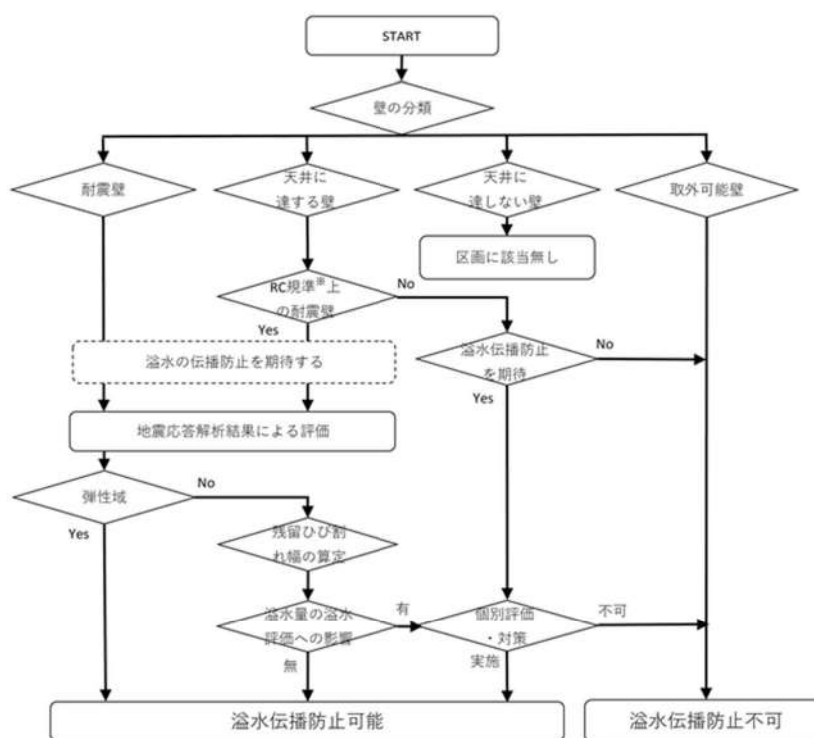 START
壁の分類
耐震壁
天井に
達する壁
天井に
達しない壁
取外可能壁
区画に該当無し
RC規準※上
の耐震壁
No
Yes
溢水の伝播防止を期待する
溢水伝播防止
を期待
No
Yes
地震応答解析結果による評価
弾性域
No
Yes
残留ひび割
れ幅の算定
溢水量の溢水
評価への影響
有
無
個別評価
・対策
不可
実施
溢水伝播防止可能
溢水伝播防止不可